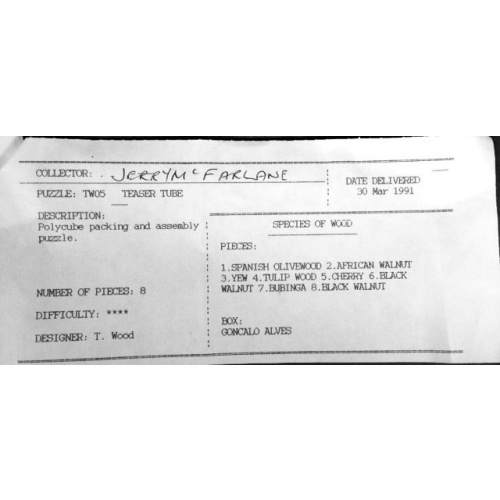 COLLECTOR: . JERRY McFARLANE
DATE DELIVERED
30 Mar 1991
PUZZLE: TW05 TEASER TUBE
DESCRIPTION:
Polycube packing and assembly
puzzle.
NUMBER OF PIECES: 8
DIFFICULTY: ****
DESIGNER: T. Wood
SPECIES OF WOOD
PIECES:
1.SPANISH OLIVEWOOD 2.AFRICAN WALNUT
3.YEW 4.TULIP WOOD 5.CHERRY 6.BLACK
WALNUT 7.BUBINGA 8.BLACK WALNUT
BOX:
GONCALO ALVES